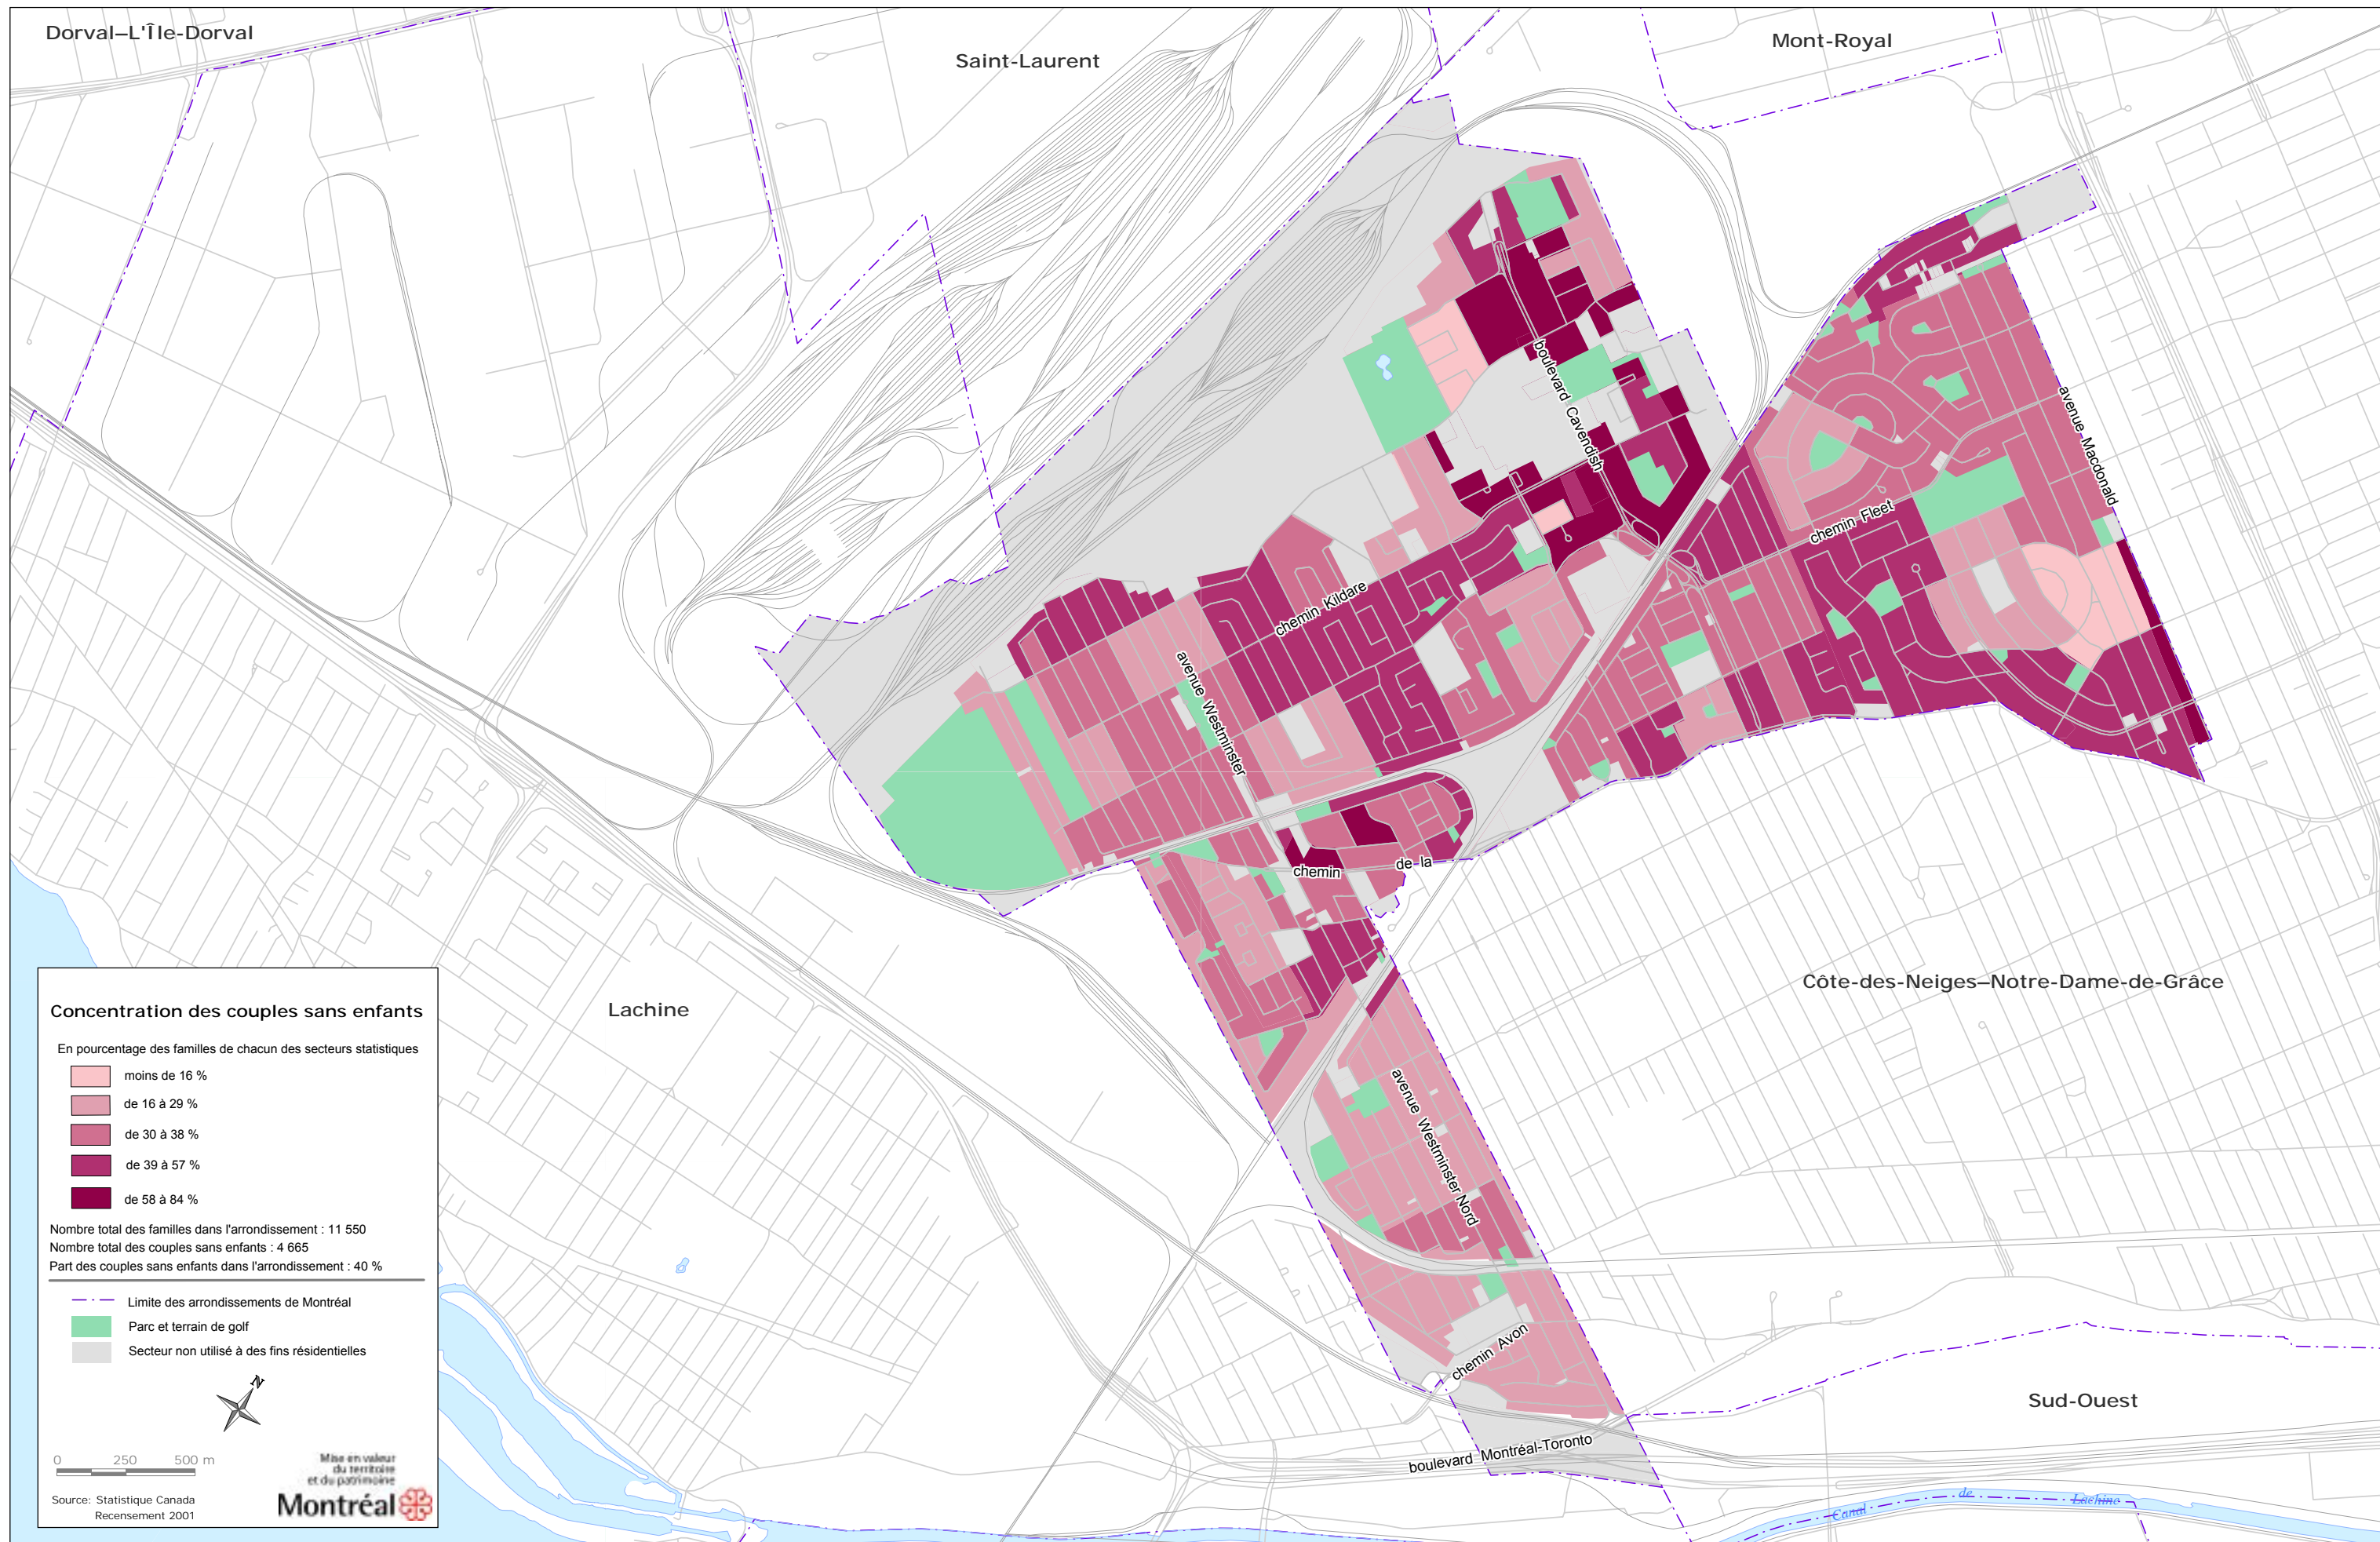 Dorval–L'Île-Dorval
Saint-Laurent
Mont-Royal
boulevard Cavendish
avenue Macdonald
chemin Fleet
chemin Kildare
avenue Westminster
chemin de la
Côte-des-Neiges–Notre-Dame-de-Grâce
Lachine
avenue Westminster Nord
chemin Avon
Sud-Ouest
boulevard Montréal-Toronto
Canal de Lachine
Concentration des couples sans enfants
En pourcentage des familles de chacun des secteurs statistiques
moins de 16 %
de 16 à 29 %
de 30 à 38 %
de 39 à 57 %
de 58 à 84 %
Nombre total des familles dans l'arrondissement : 11 550
Nombre total des couples sans enfants : 4 665
Part des couples sans enfants dans l'arrondissement : 40 %
Limite des arrondissements de Montréal
Parc et terrain de golf
Secteur non utilisé à des fins résidentielles
N
0 250 500 m
Mise en valeur
du territoire
et du patrimoine
Montréal
Source: Statistique Canada
Recensement 2001